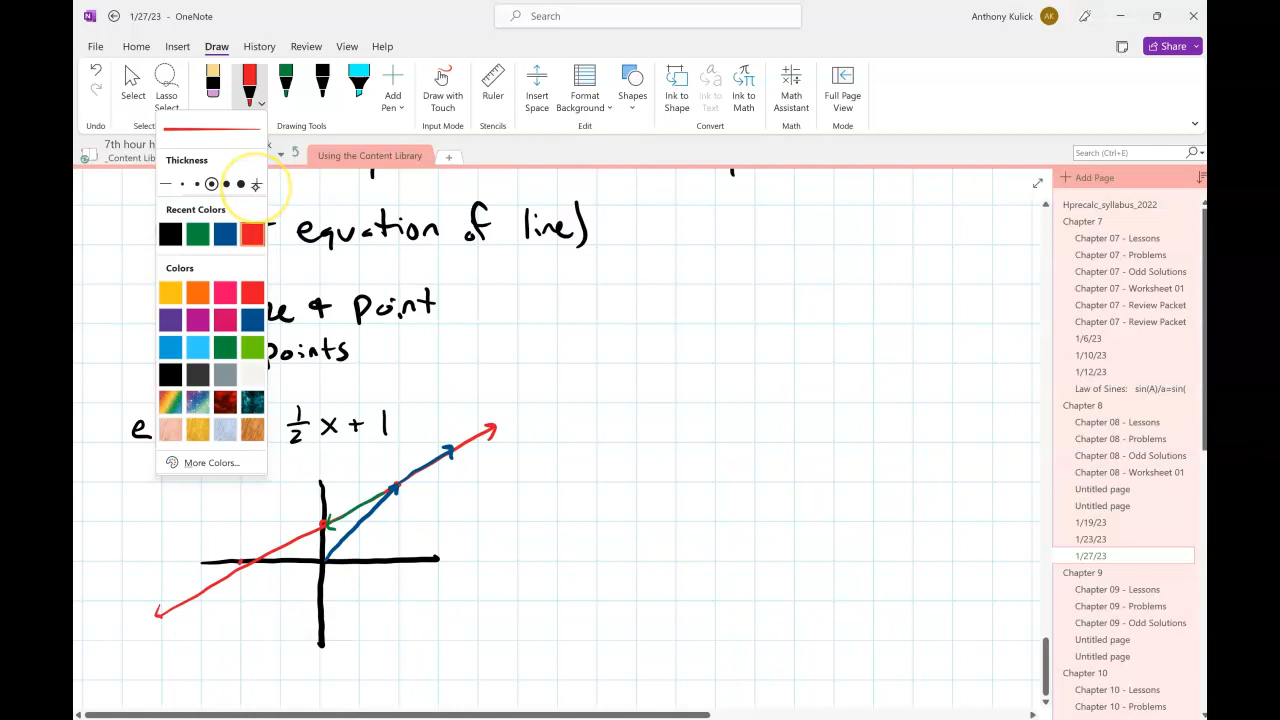 1/27/23 - OneNote
Search
Anthony Kulick
AK
File Home Insert Draw History Review View Help
Share
Undo
Select
Lasso Select
Add Pen
Draw with Touch
Ruler
Insert Space
Format Background
Shapes
Ink to Shape
Ink to Text
Ink to Math
Math Assistant
Full Page View
Undo
Drawing Tools
Input Mode
Stencils
Edit
Convert
Math
Mode
7th hour h
_Content Lib
Using the Content Library
Search (Ctrl+E)
Thickness
Recent Colors
Colors
More Colors...
equation of line)
+ point
points
e
1/2 x + 1
Add Page
Hprecalc_syllabus_2022
Chapter 7
Chapter 07 - Lessons
Chapter 07 - Problems
Chapter 07 - Odd Solutions
Chapter 07 - Worksheet 01
Chapter 07 - Review Packet
Chapter 07 - Review Packet
1/6/23
1/10/23
1/12/23
Law of Sines: sin(A)/a=sin(
Chapter 8
Chapter 08 - Lessons
Chapter 08 - Problems
Chapter 08 - Odd Solutions
Chapter 08 - Worksheet 01
Untitled page
Untitled page
1/19/23
1/23/23
1/27/23
Chapter 9
Chapter 09 - Lessons
Chapter 09 - Problems
Chapter 09 - Odd Solutions
Untitled page
Untitled page
Chapter 10
Chapter 10 - Lessons
Chapter 10 - Problems